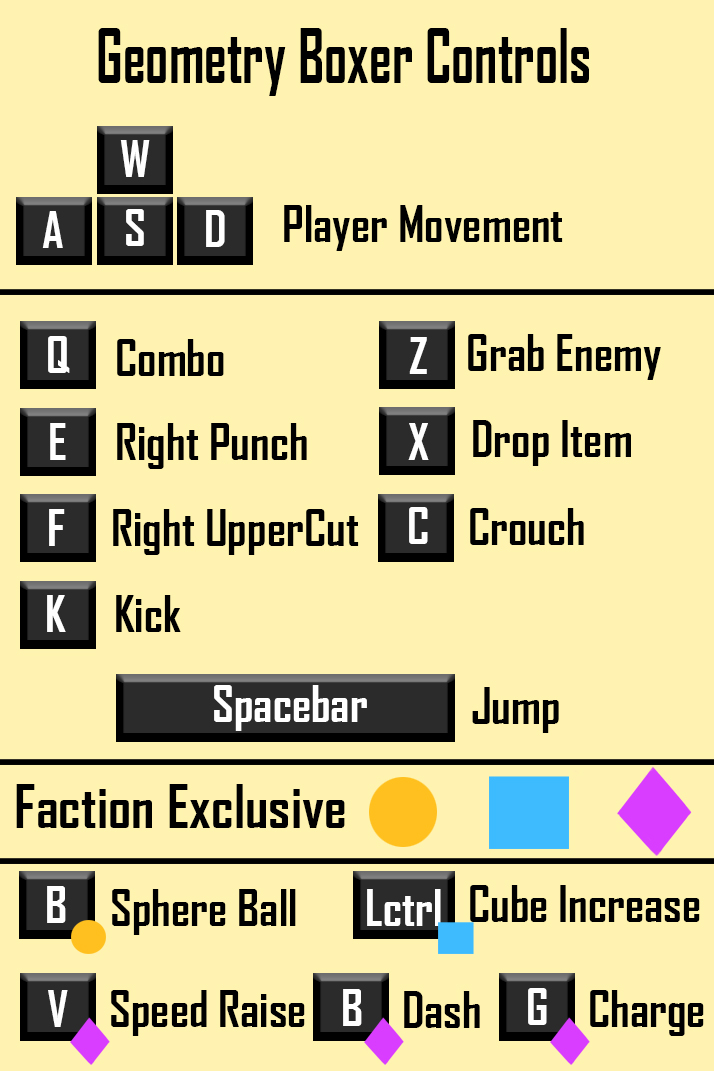 Geometry Boxer Controls
W
A S D Player Movement
Q Combo Z Grab Enemy
E Right Punch X Drop Item
F Right UpperCut C Crouch
K Kick
Spacebar Jump
Faction Exclusive
B Sphere Ball Lctrl Cube Increase
V Speed Raise B Dash G Charge